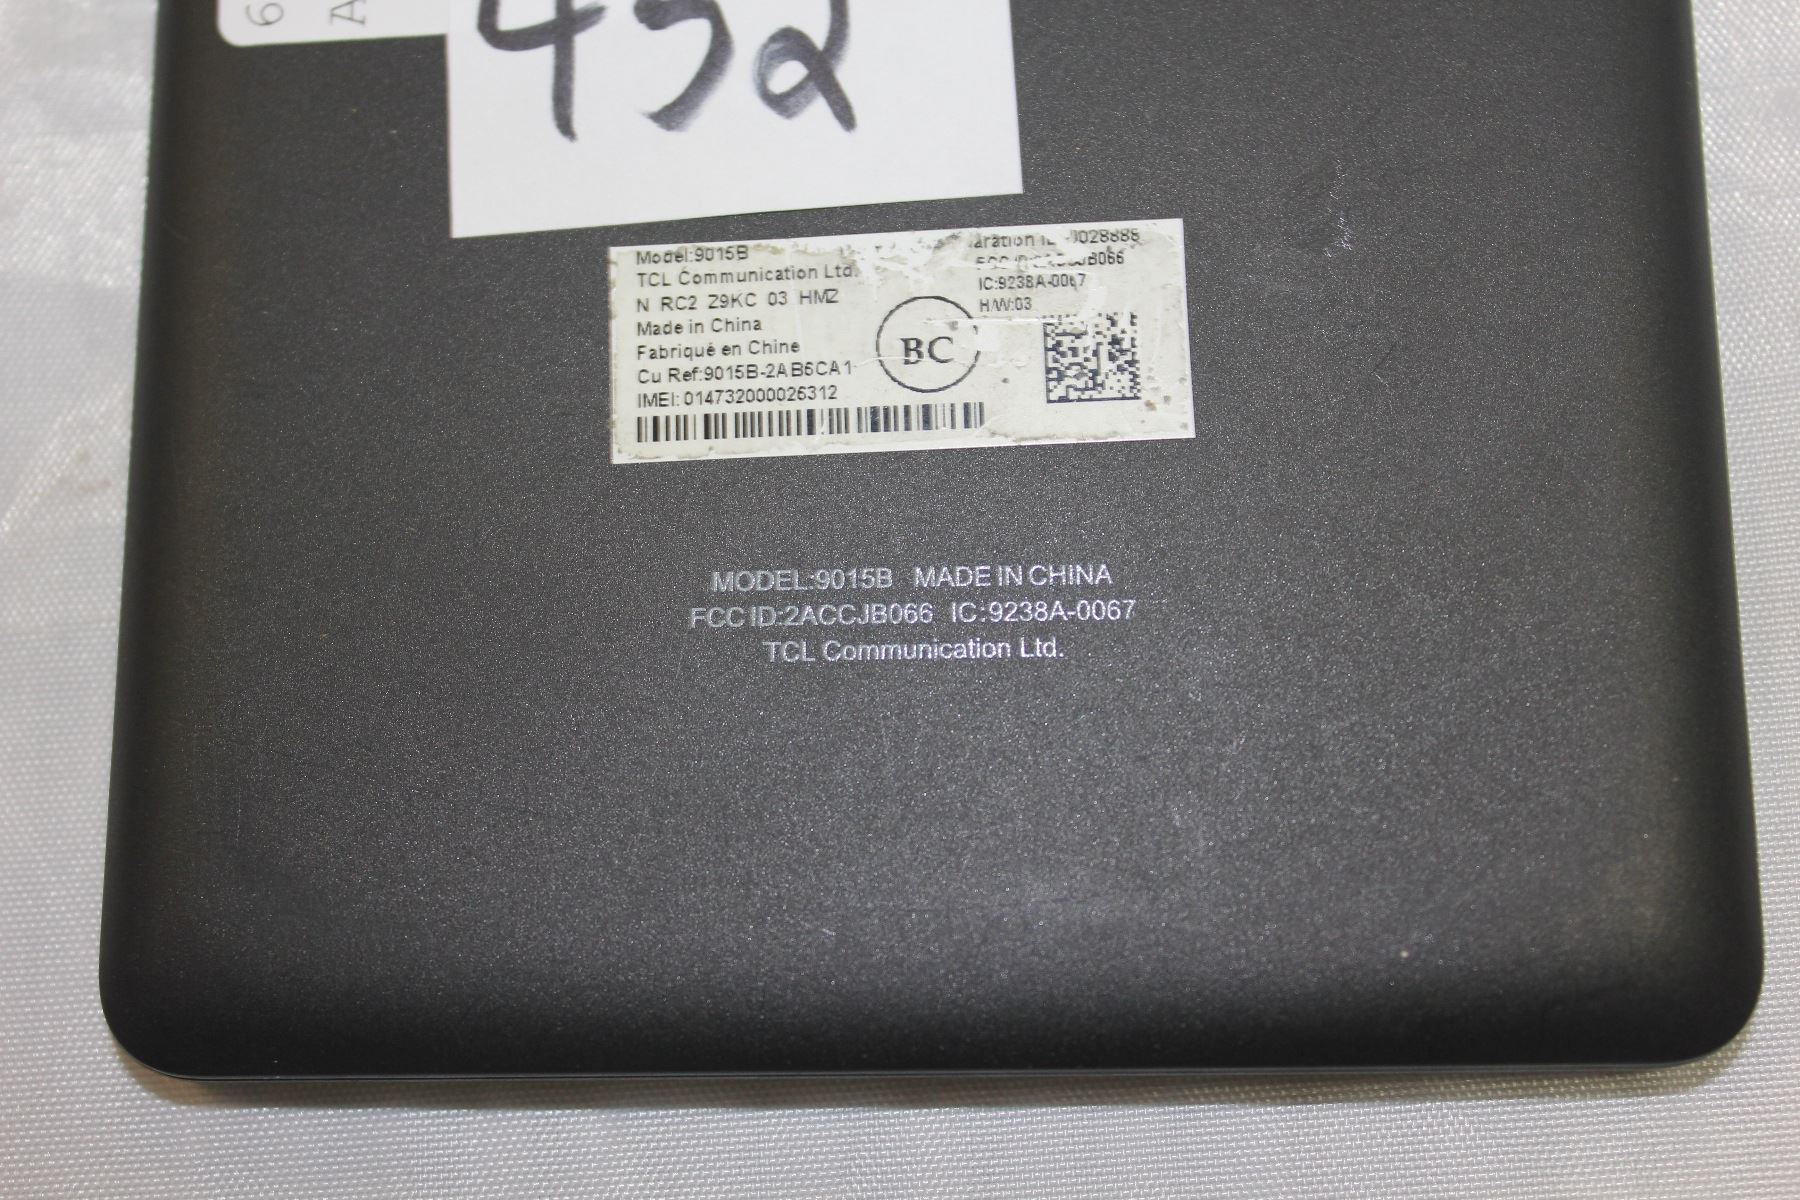 6
A
452
Model:9015B
TCL Communication Ltd.
N RC2 Z9KC 03 HMZ
Made in China
Fabriqué en Chine
Cu Ref:9015B-2AB6CA1
IMEI: 014732000026312
IC:9238A-0067
H/W:03
BC
MODEL:9015B MADE IN CHINA
FCC ID:2ACCJB066 IC:9238A-0067
TCL Communication Ltd.